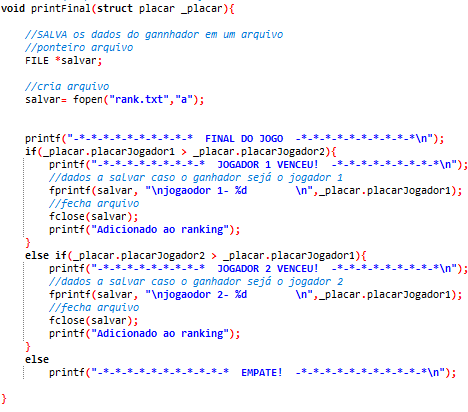 void printFinal(struct placar _placar){
//SALVA os dados do gannhador em um arquivo
//ponteiro arquivo
FILE *salvar;
//cria arquivo
salvar= fopen("rank.txt","a");
printf("-*-*-*-*-*-*-*-*-*-*  FINAL DO JOGO  -*-*-*-*-*-*-*-*-*-*\n");
if(_placar.placarJogador1 > _placar.placarJogador2){
printf("-*-*-*-*-*-*-*-*-*  JOGADOR 1 VENCEU!  -*-*-*-*-*-*-*-*-*\n");
//dados a salvar caso o ganhador sejá o jogador 1
fprintf(salvar, "\njogaodor 1- %d       \n",_placar.placarJogador1);
//fecha arquivo
fclose(salvar);
printf("Adicionado ao ranking");
}
else if(_placar.placarJogador2 > _placar.placarJogador1){
printf("-*-*-*-*-*-*-*-*-*  JOGADOR 2 VENCEU!  -*-*-*-*-*-*-*-*-*\n");
//dados a salvar caso o ganhador sejá o jogador 2
fprintf(salvar, "\njogaodor 2- %d       \n",_placar.placarJogador1);
//fecha arquivo
fclose(salvar);
printf("Adicionado ao ranking");
}
else
printf("-*-*-*-*-*-*-*-*-*-*-*  EMPATE!  -*-*-*-*-*-*-*-*-*-*-*\n");
}